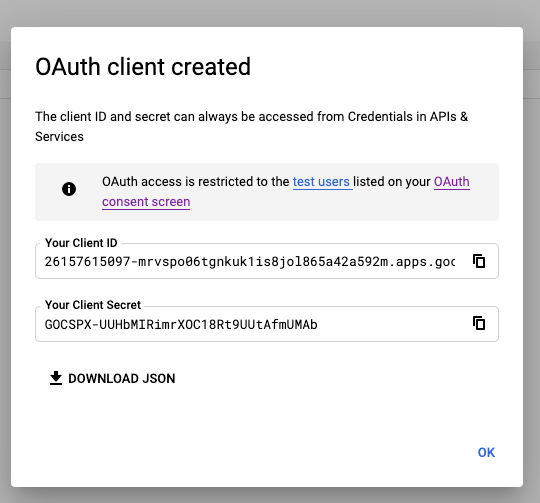 OAuth client created
The client ID and secret can always be accessed from Credentials in APIs &
Services
OAuth access is restricted to the test users listed on your OAuth
consent screen
Your Client ID
26157615097-mrvspo06tgnkuk1is8jol865a42a592m.apps.goc
Your Client Secret
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
DOWNLOAD JSON
OK